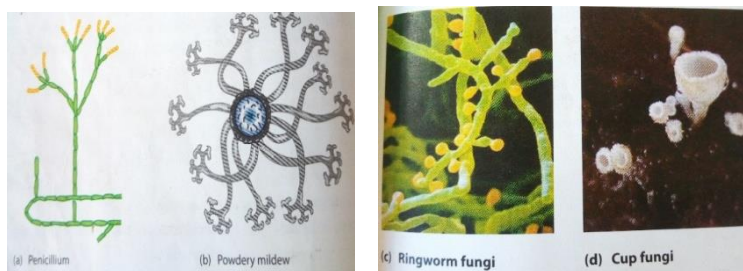 (a) Penicillium
(b) Powdery mildew
(c) Ringworm fungi
(d) Cup fungi